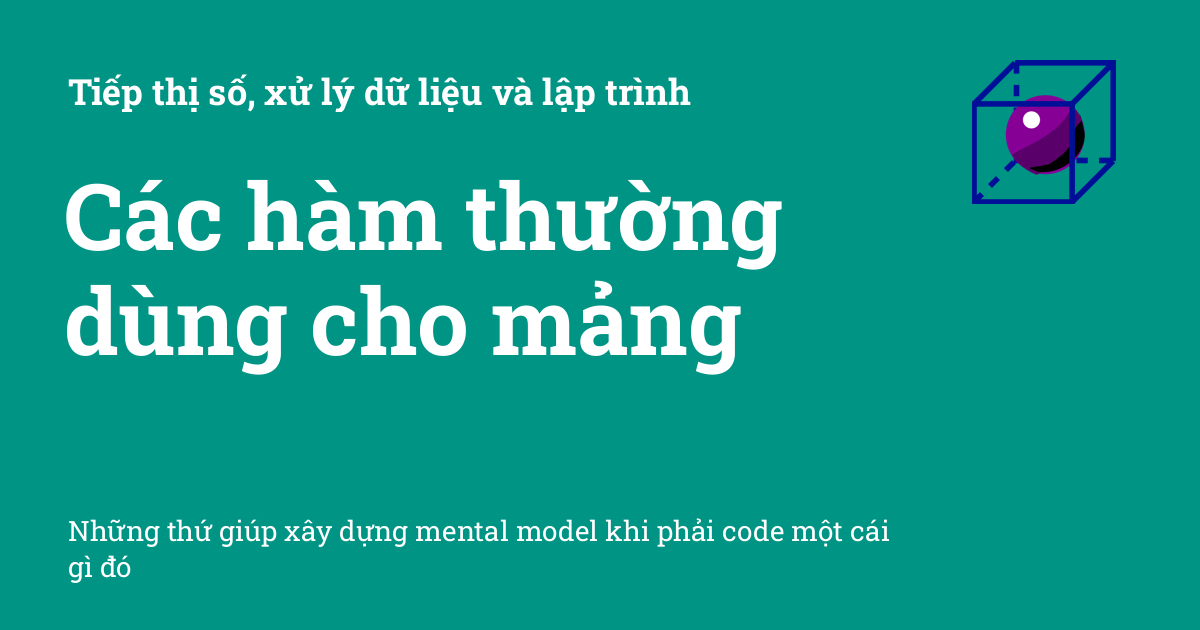 Tiếp thị số, xử lý dữ liệu và lập trình
Các hàm thường
dùng cho mảng
Những thứ giúp xây dựng mental model khi phải code một cái
gì đó